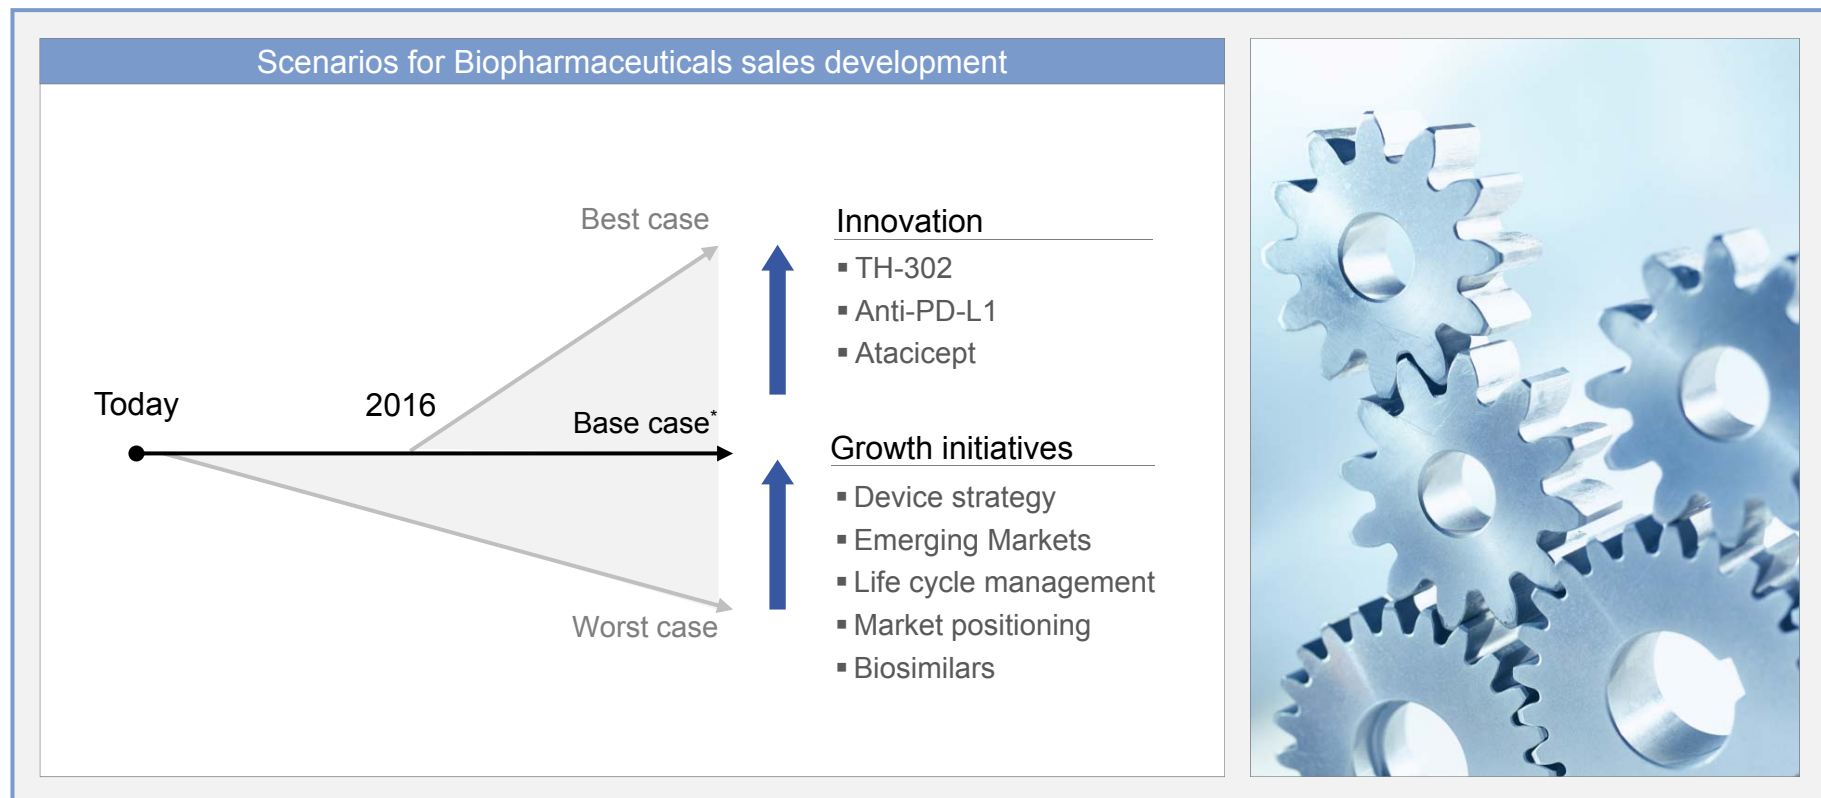 Scenarios for Biopharmaceuticals sales development
Best case
Today
2016
Base case*
Worst case
Innovation
▪ TH-302
▪ Anti-PD-L1
▪ Atacicept
Growth initiatives
▪ Device strategy
▪ Emerging Markets
▪ Life cycle management
▪ Market positioning
▪ Biosimilars